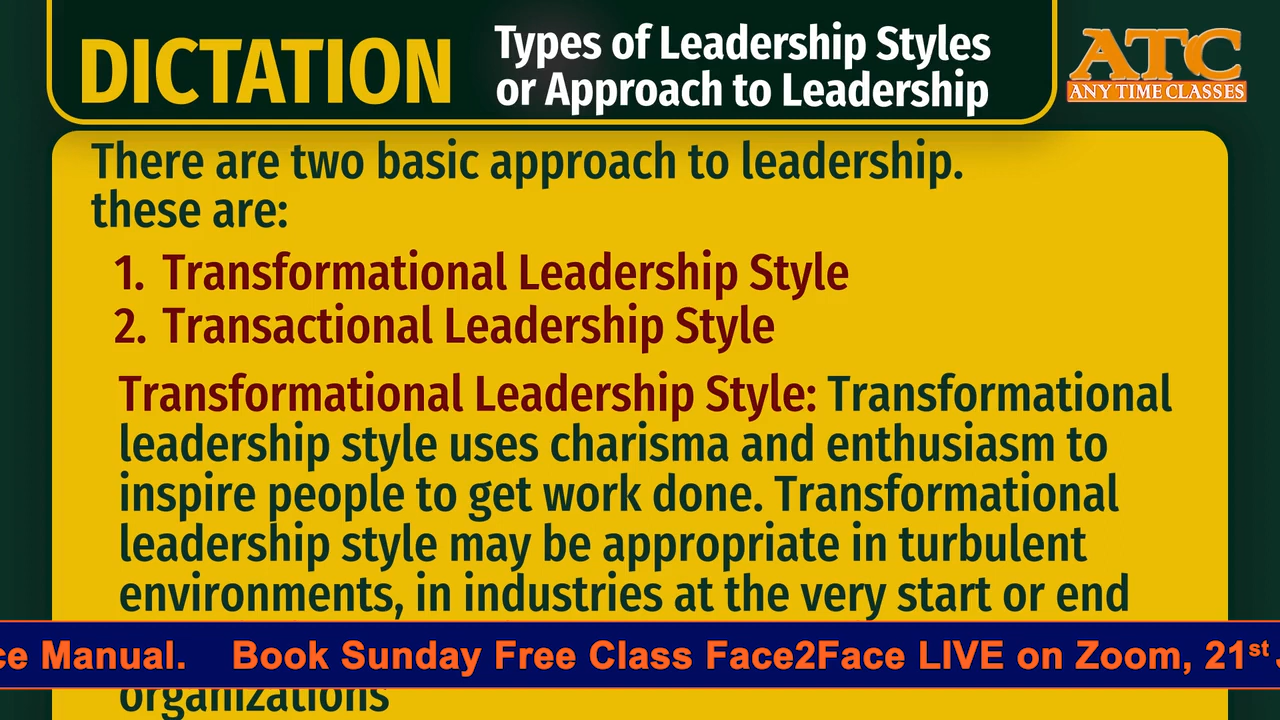 DICTATION
Types of Leadership Styles
or Approach to Leadership
ATC
ANY TIME CLASSES
There are two basic approach to leadership.
these are:
1. Transformational Leadership Style
2. Transactional Leadership Style
Transformational Leadership Style: Transformational
leadership style uses charisma and enthusiasm to
inspire people to get work done. Transformational
leadership style may be appropriate in turbulent
environments, in industries at the very start or end
ce Manual. Book Sunday Free Class Face2Face LIVE on Zoom, 21st
organizations